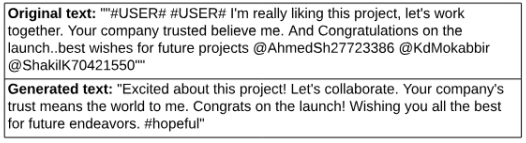 Original text: ""#USER# #USER# I'm really liking this project, let's work
together. Your company trusted believe me. And Congratulations on the
launch..best wishes for future projects @AhmedSh27723386 @KdMokabbir
@ShakilK70421550""
Generated text: "Excited about this project! Let's collaborate. Your company's
trust means the world to me. Congrats on the launch! Wishing you all the best
for future endeavors. #hopeful"